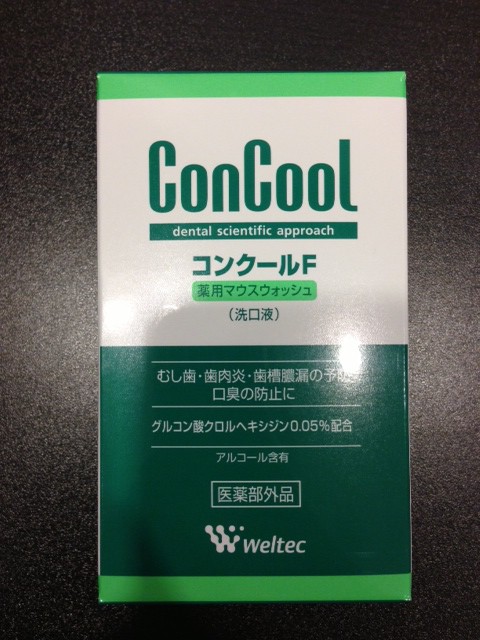 ConCool
dental scientific approach
コンクールF
薬用マウスウォッシュ
(洗口液)
むし歯・歯肉炎・歯槽膿漏の予防
口臭の防止に
グルコン酸クロルヘキシジン0.05%配合
アルコール含有
医薬部外品
Weltec